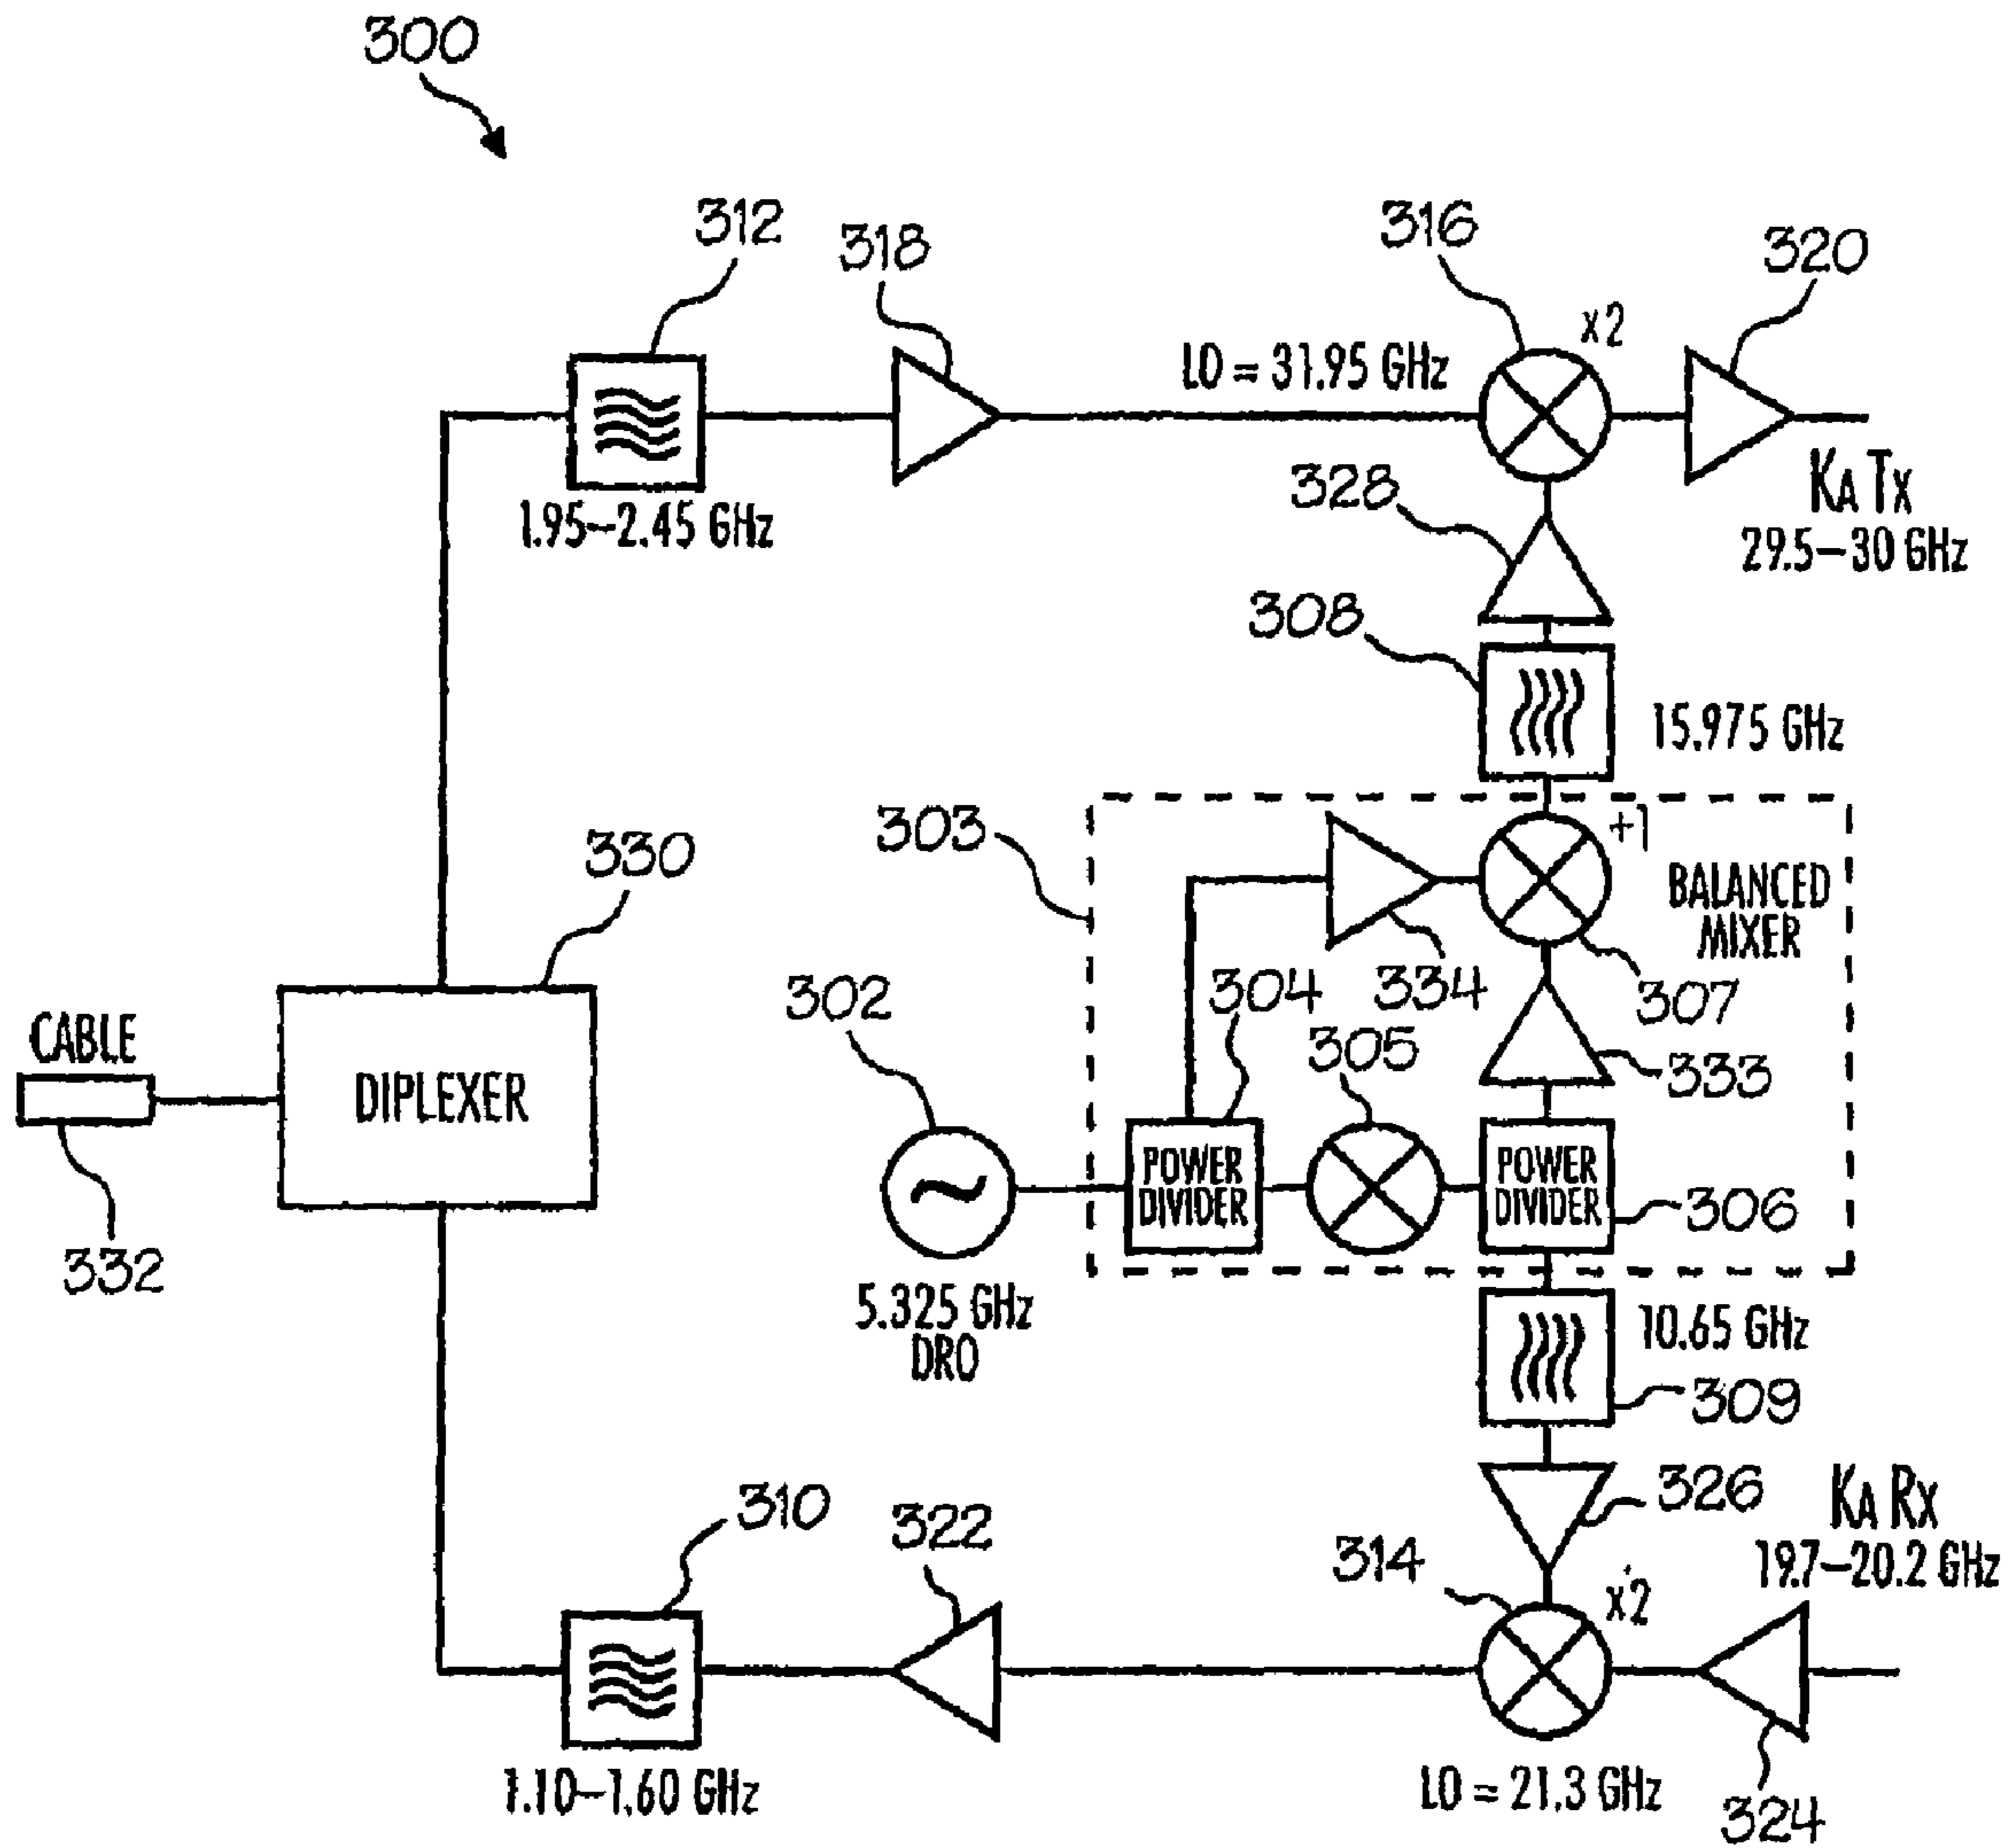 300
312
318
316
320
x2
LO = 31.95 GHz
1.95–2.45 GHz
328
KA TX
29.5–30 GHz
308
15.975 GHz
303
+1
BALANCED
MIXER
330
334
307
302
304
305
333
CABLE
DIPLEXER
POWER
DIVIDER
POWER
DIVIDER
306
332
5.325 GHz
DRO
10.65 GHz
309
310
322
326
KA RX
19.7–20.2 GHz
314
x2
1.10–1.60 GHz
LO = 21.3 GHz
324